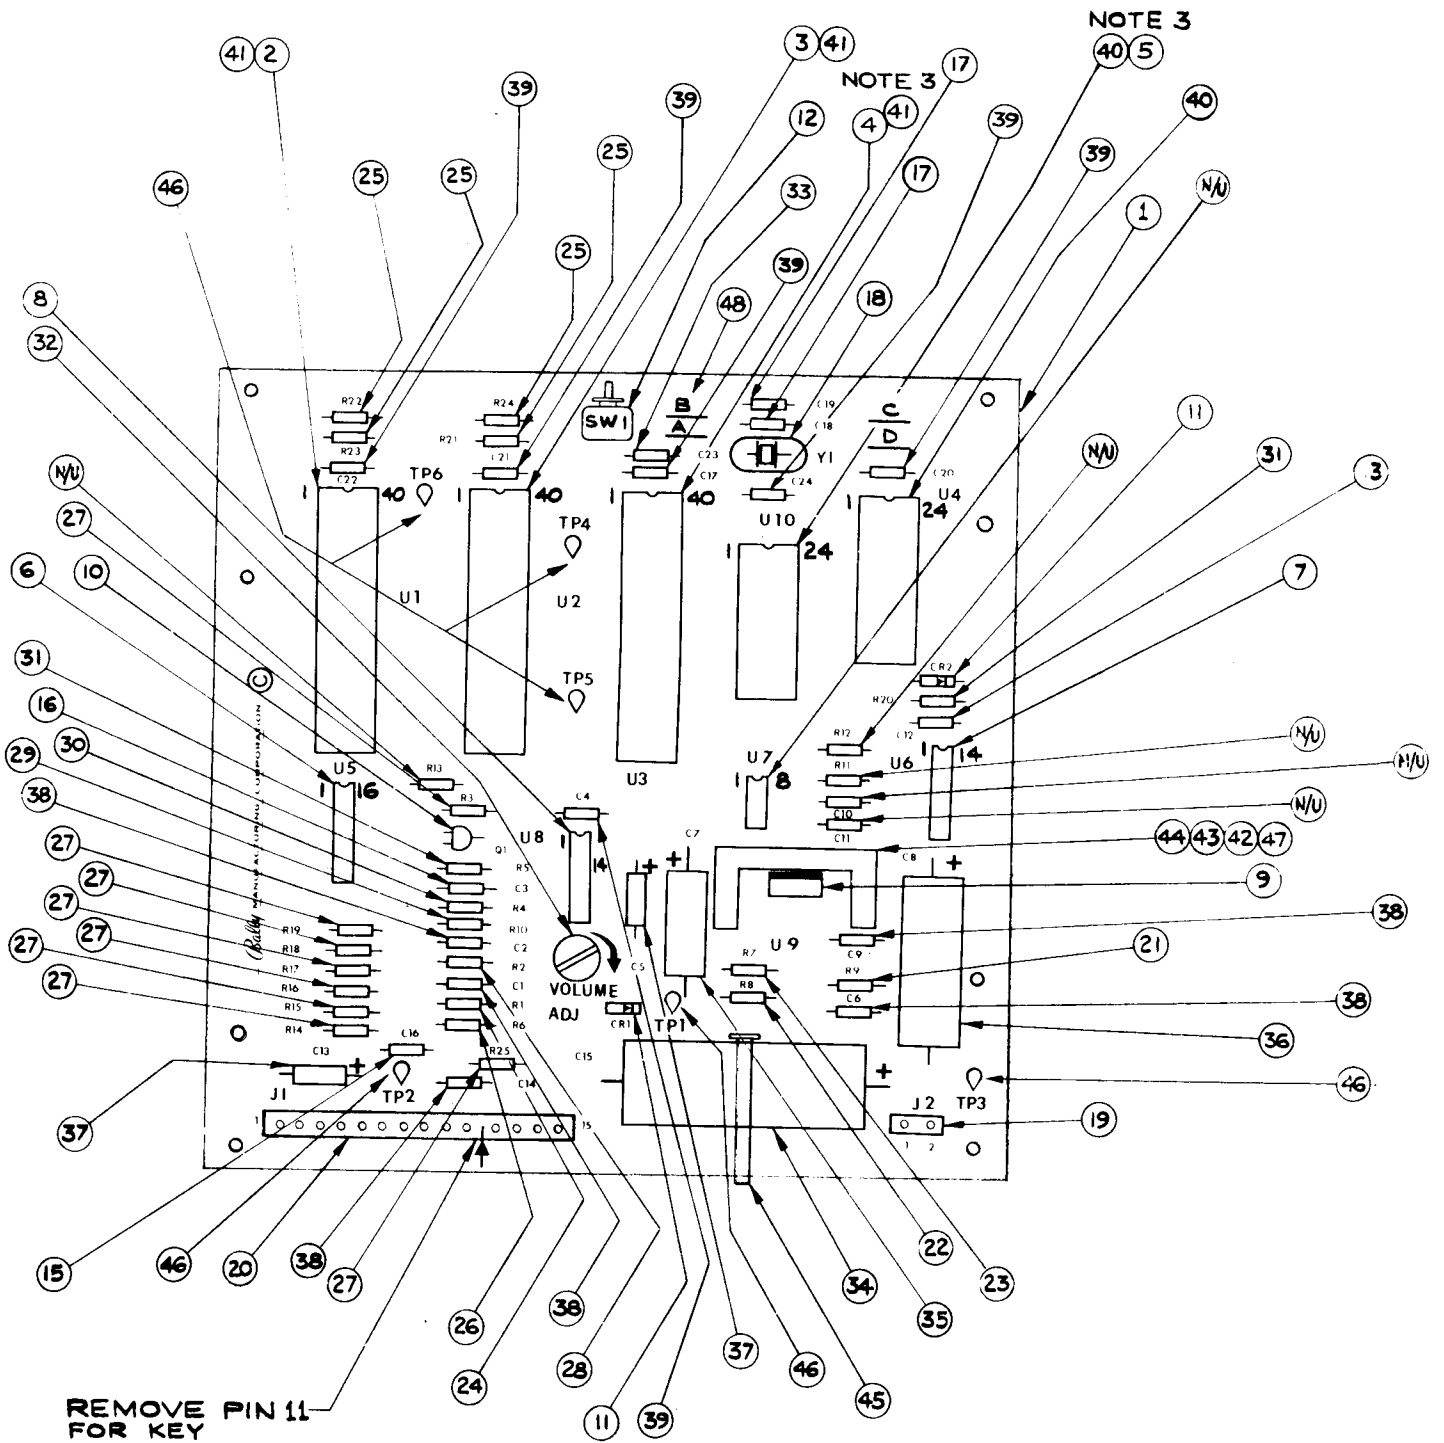 NOTE 3
41 2
3 41
40 5
17
NOTE 3
39
39
12
4 41
39
40
25
39
46
25
25
33
17
N/U
25
39
1
8
48
18
32
R22
R24
SW1
B
A
C19
C18
C
D
11
R21
R23
C21
C23
Y1
N/U
31
C22
TP6
C17
C24
C20
3
N/U
1 40
1 40
1 40
U4
27
TP4
U10
1 24
1 24
6
10
U1
U2
7
31
TP5
CR2
R20
©
16
C12
N/U
30
R12
29
U5
R13
U3
U7
R11
U6
1 14
N/U
38
1 16
R3
C4
1 8
C10
N/U
27
Q1
U8
1
C7
C11
44 43 42 47
27
R5
14
+
+
C8
+
27
C3
9
27
R4
38
27
R19
R10
Bally MANUFACTURING CORPORATION
R18
C2
U9
C9
21
27
R17
R2
C5
R7
R16
C1
VOLUME
ADJ
R8
R9
38
R15
R1
R14
R6
CR1
TP1
C6
36
C16
C13
+
R25
C15
+
46
J1
TP2
C14
J2
TP3
37
1
15
19
1 2
15
46
20
38
27
22
23
34
26
38
35
28
37
46
24
45
11
39
REMOVE PIN 11
FOR KEY